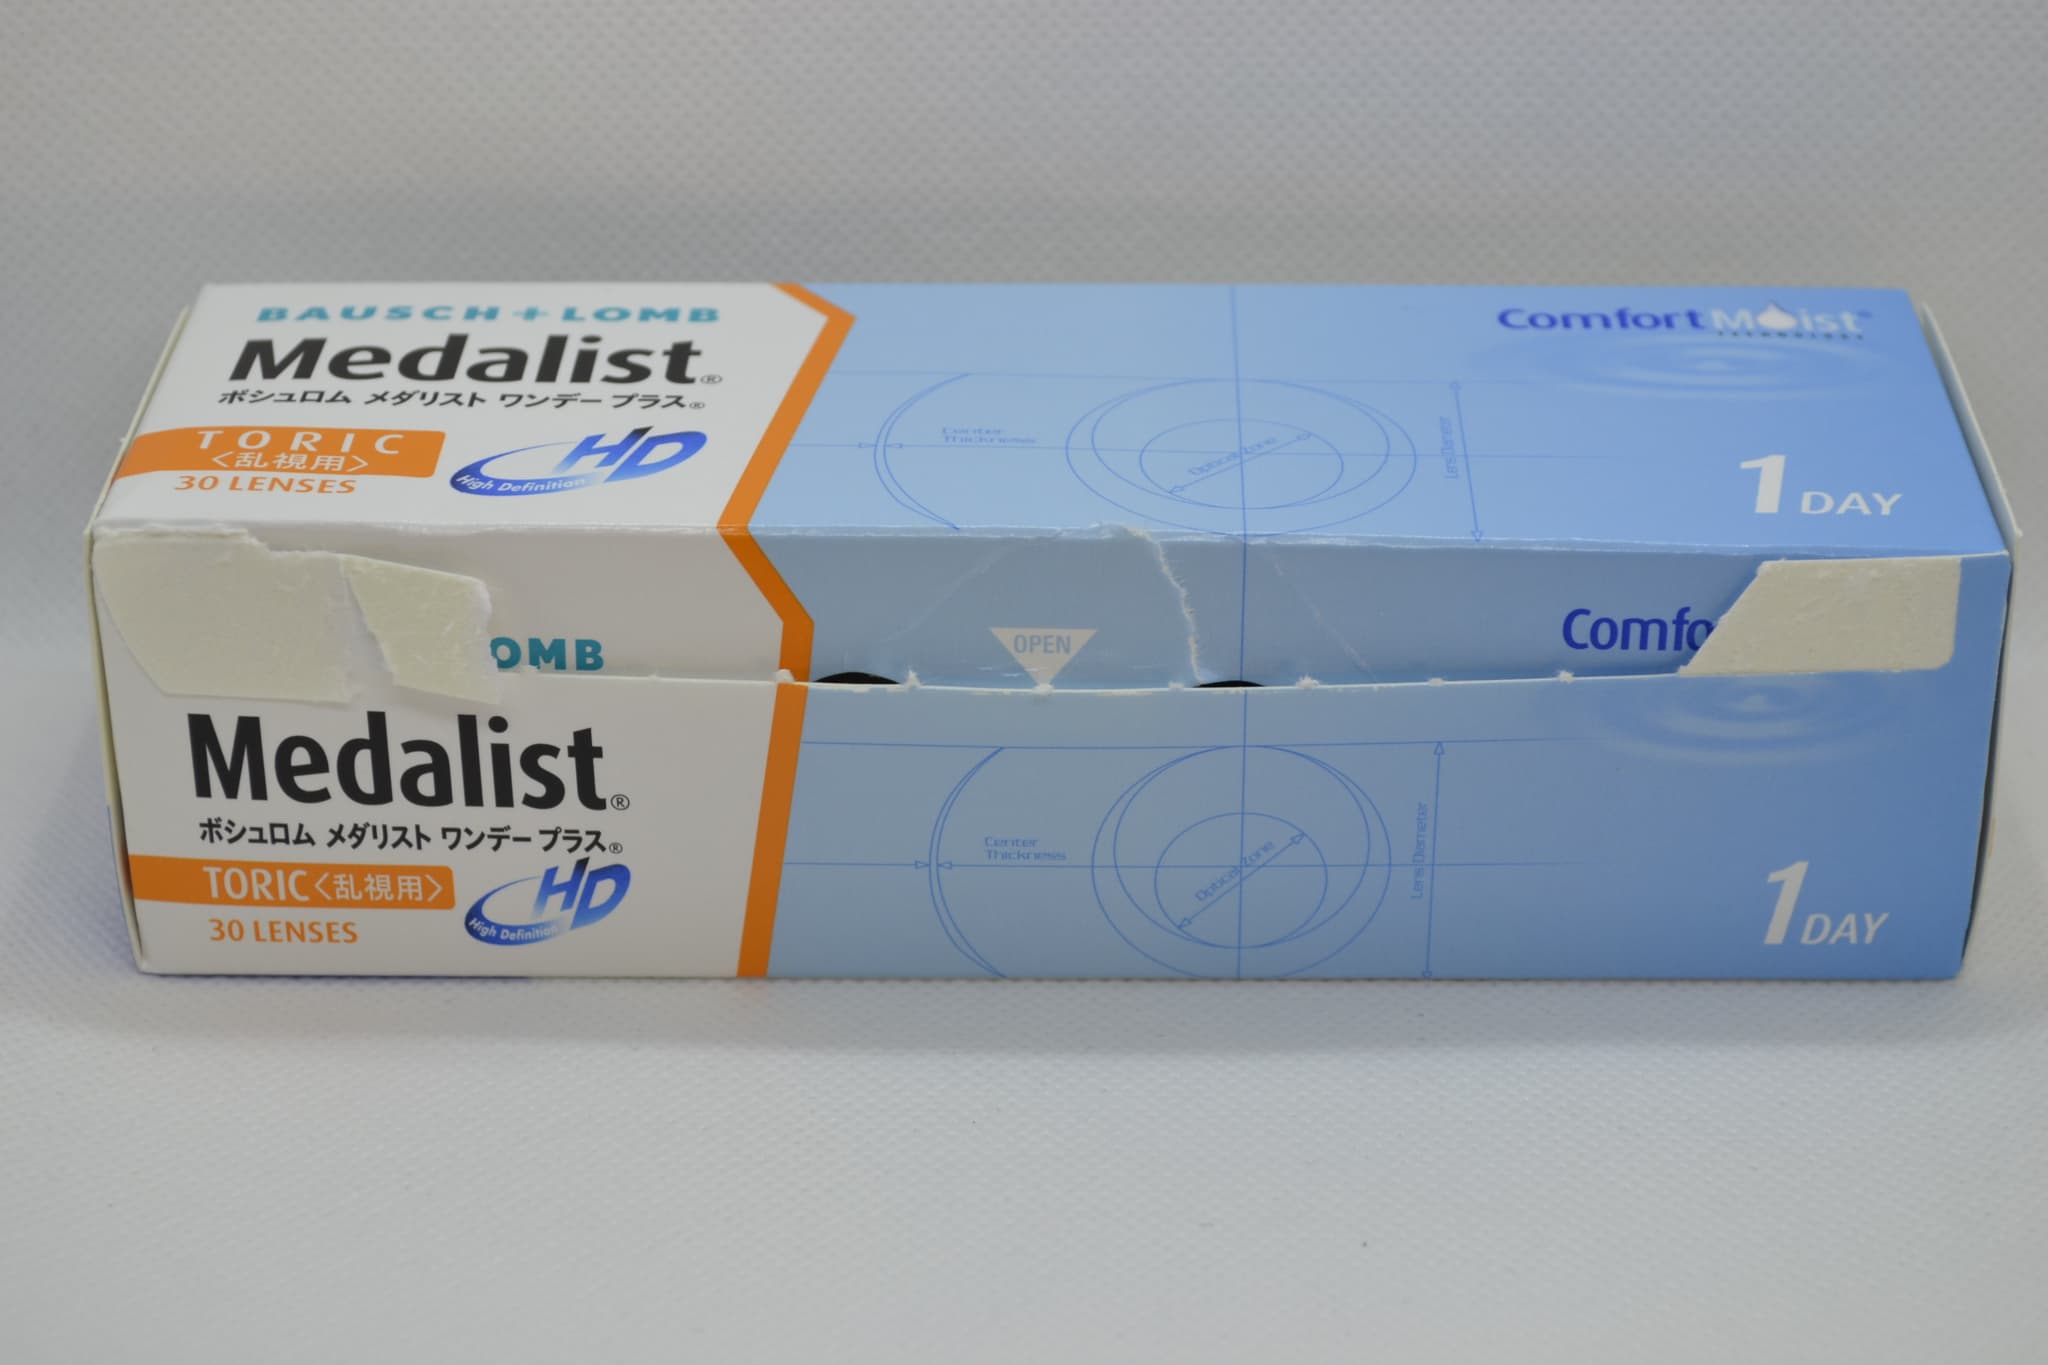 BAUSCH + LOMB
Medalist®
ボシュロム メダリスト ワンデー プラス®
TORIC
〈乱視用〉
30 LENSES
High Definition HD
Center
Thickness
Optical Zone
Lens Diameter
ComfortMoist®
TECHNOLOGY
1 DAY
OMB
OPEN
Comfo
Medalist®
ボシュロム メダリスト ワンデー プラス®
TORIC〈乱視用〉
30 LENSES
High Definition HD
Center
Thickness
Optical Zone
Lens Diameter
1 DAY